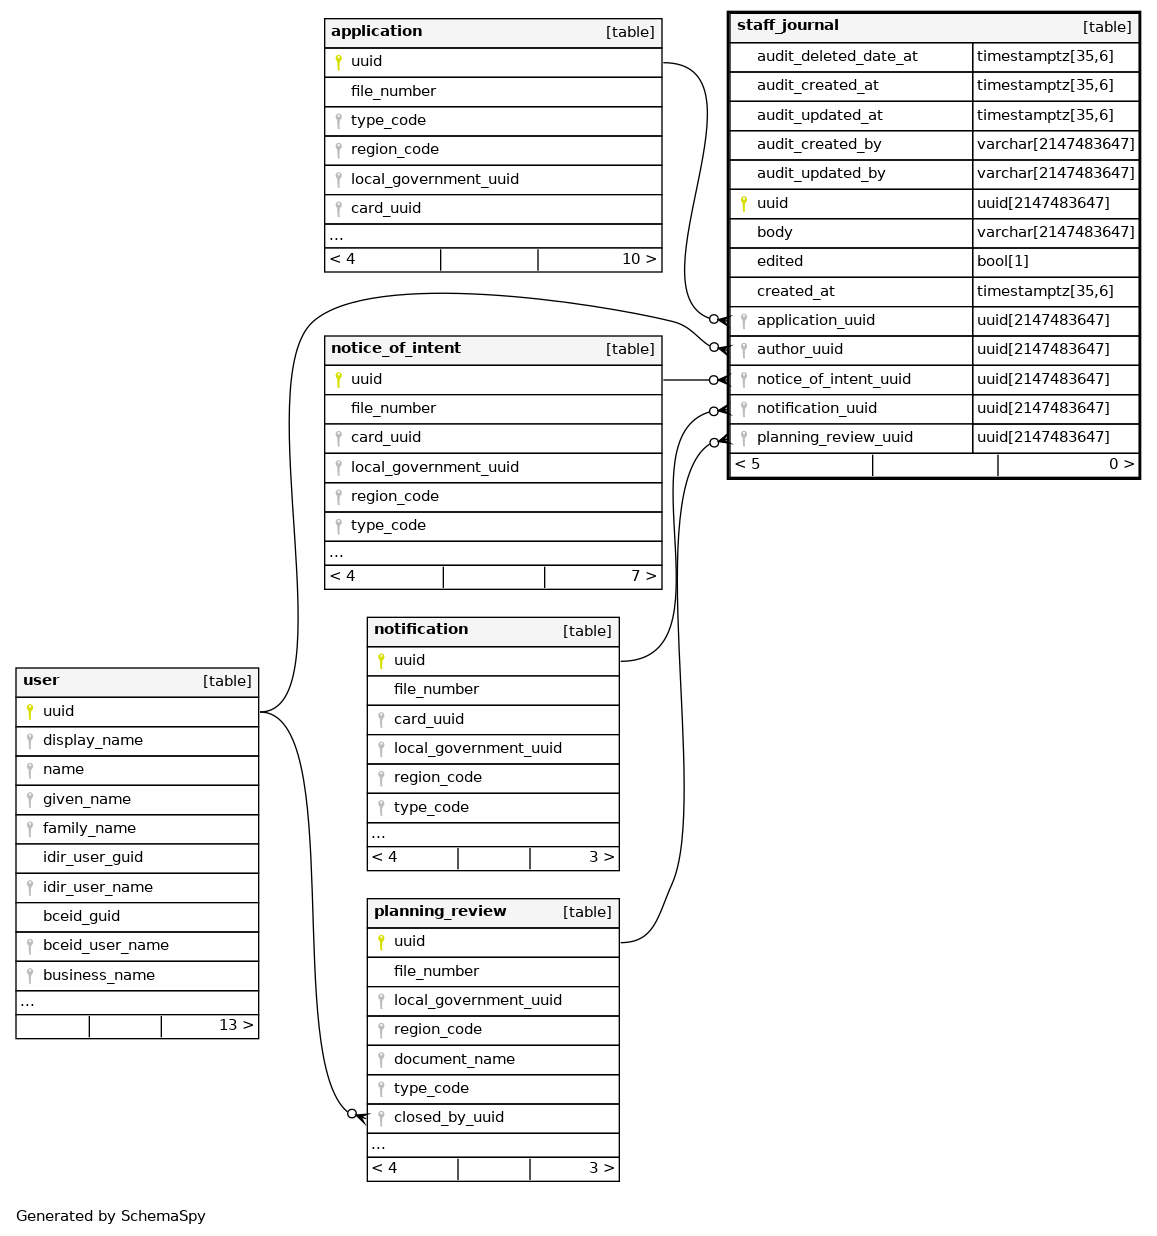 application [table]
uuid
file_number
type_code
region_code
local_government_uuid
card_uuid
...
< 4 10 >
staff_journal [table]
audit_deleted_date_at timestamptz[35,6]
audit_created_at timestamptz[35,6]
audit_updated_at timestamptz[35,6]
audit_created_by varchar[2147483647]
audit_updated_by varchar[2147483647]
uuid uuid[2147483647]
body varchar[2147483647]
edited bool[1]
created_at timestamptz[35,6]
application_uuid uuid[2147483647]
author_uuid uuid[2147483647]
notice_of_intent_uuid uuid[2147483647]
notification_uuid uuid[2147483647]
planning_review_uuid uuid[2147483647]
< 5 0 >
notice_of_intent [table]
uuid
file_number
card_uuid
local_government_uuid
region_code
type_code
...
< 4 7 >
notification [table]
uuid
file_number
card_uuid
local_government_uuid
region_code
type_code
...
< 4 3 >
user [table]
uuid
display_name
name
given_name
family_name
idir_user_guid
idir_user_name
bceid_guid
bceid_user_name
business_name
...
13 >
planning_review [table]
uuid
file_number
local_government_uuid
region_code
document_name
type_code
closed_by_uuid
...
< 4 3 >
Generated by SchemaSpy